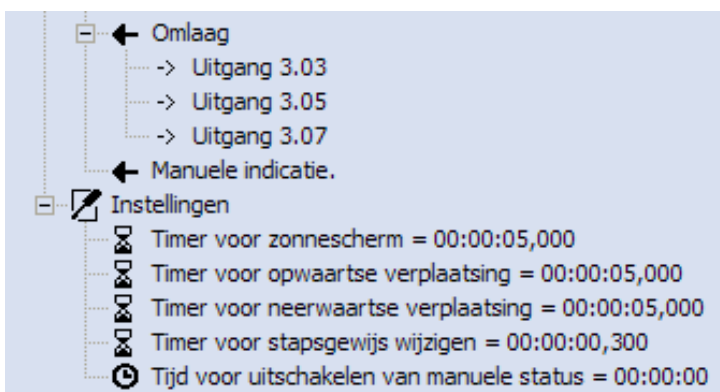 Omlaag
-> Uitgang 3.03
-> Uitgang 3.05
-> Uitgang 3.07
Manuele indicatie.
Instellingen
Timer voor zonnescherm = 00:00:05,000
Timer voor opwaartse verplaatsing = 00:00:05,000
Timer voor neerwaartse verplaatsing = 00:00:05,000
Timer voor stapsgewijs wijzigen = 00:00:00,300
Tijd voor uitschakelen van manuele status = 00:00:00